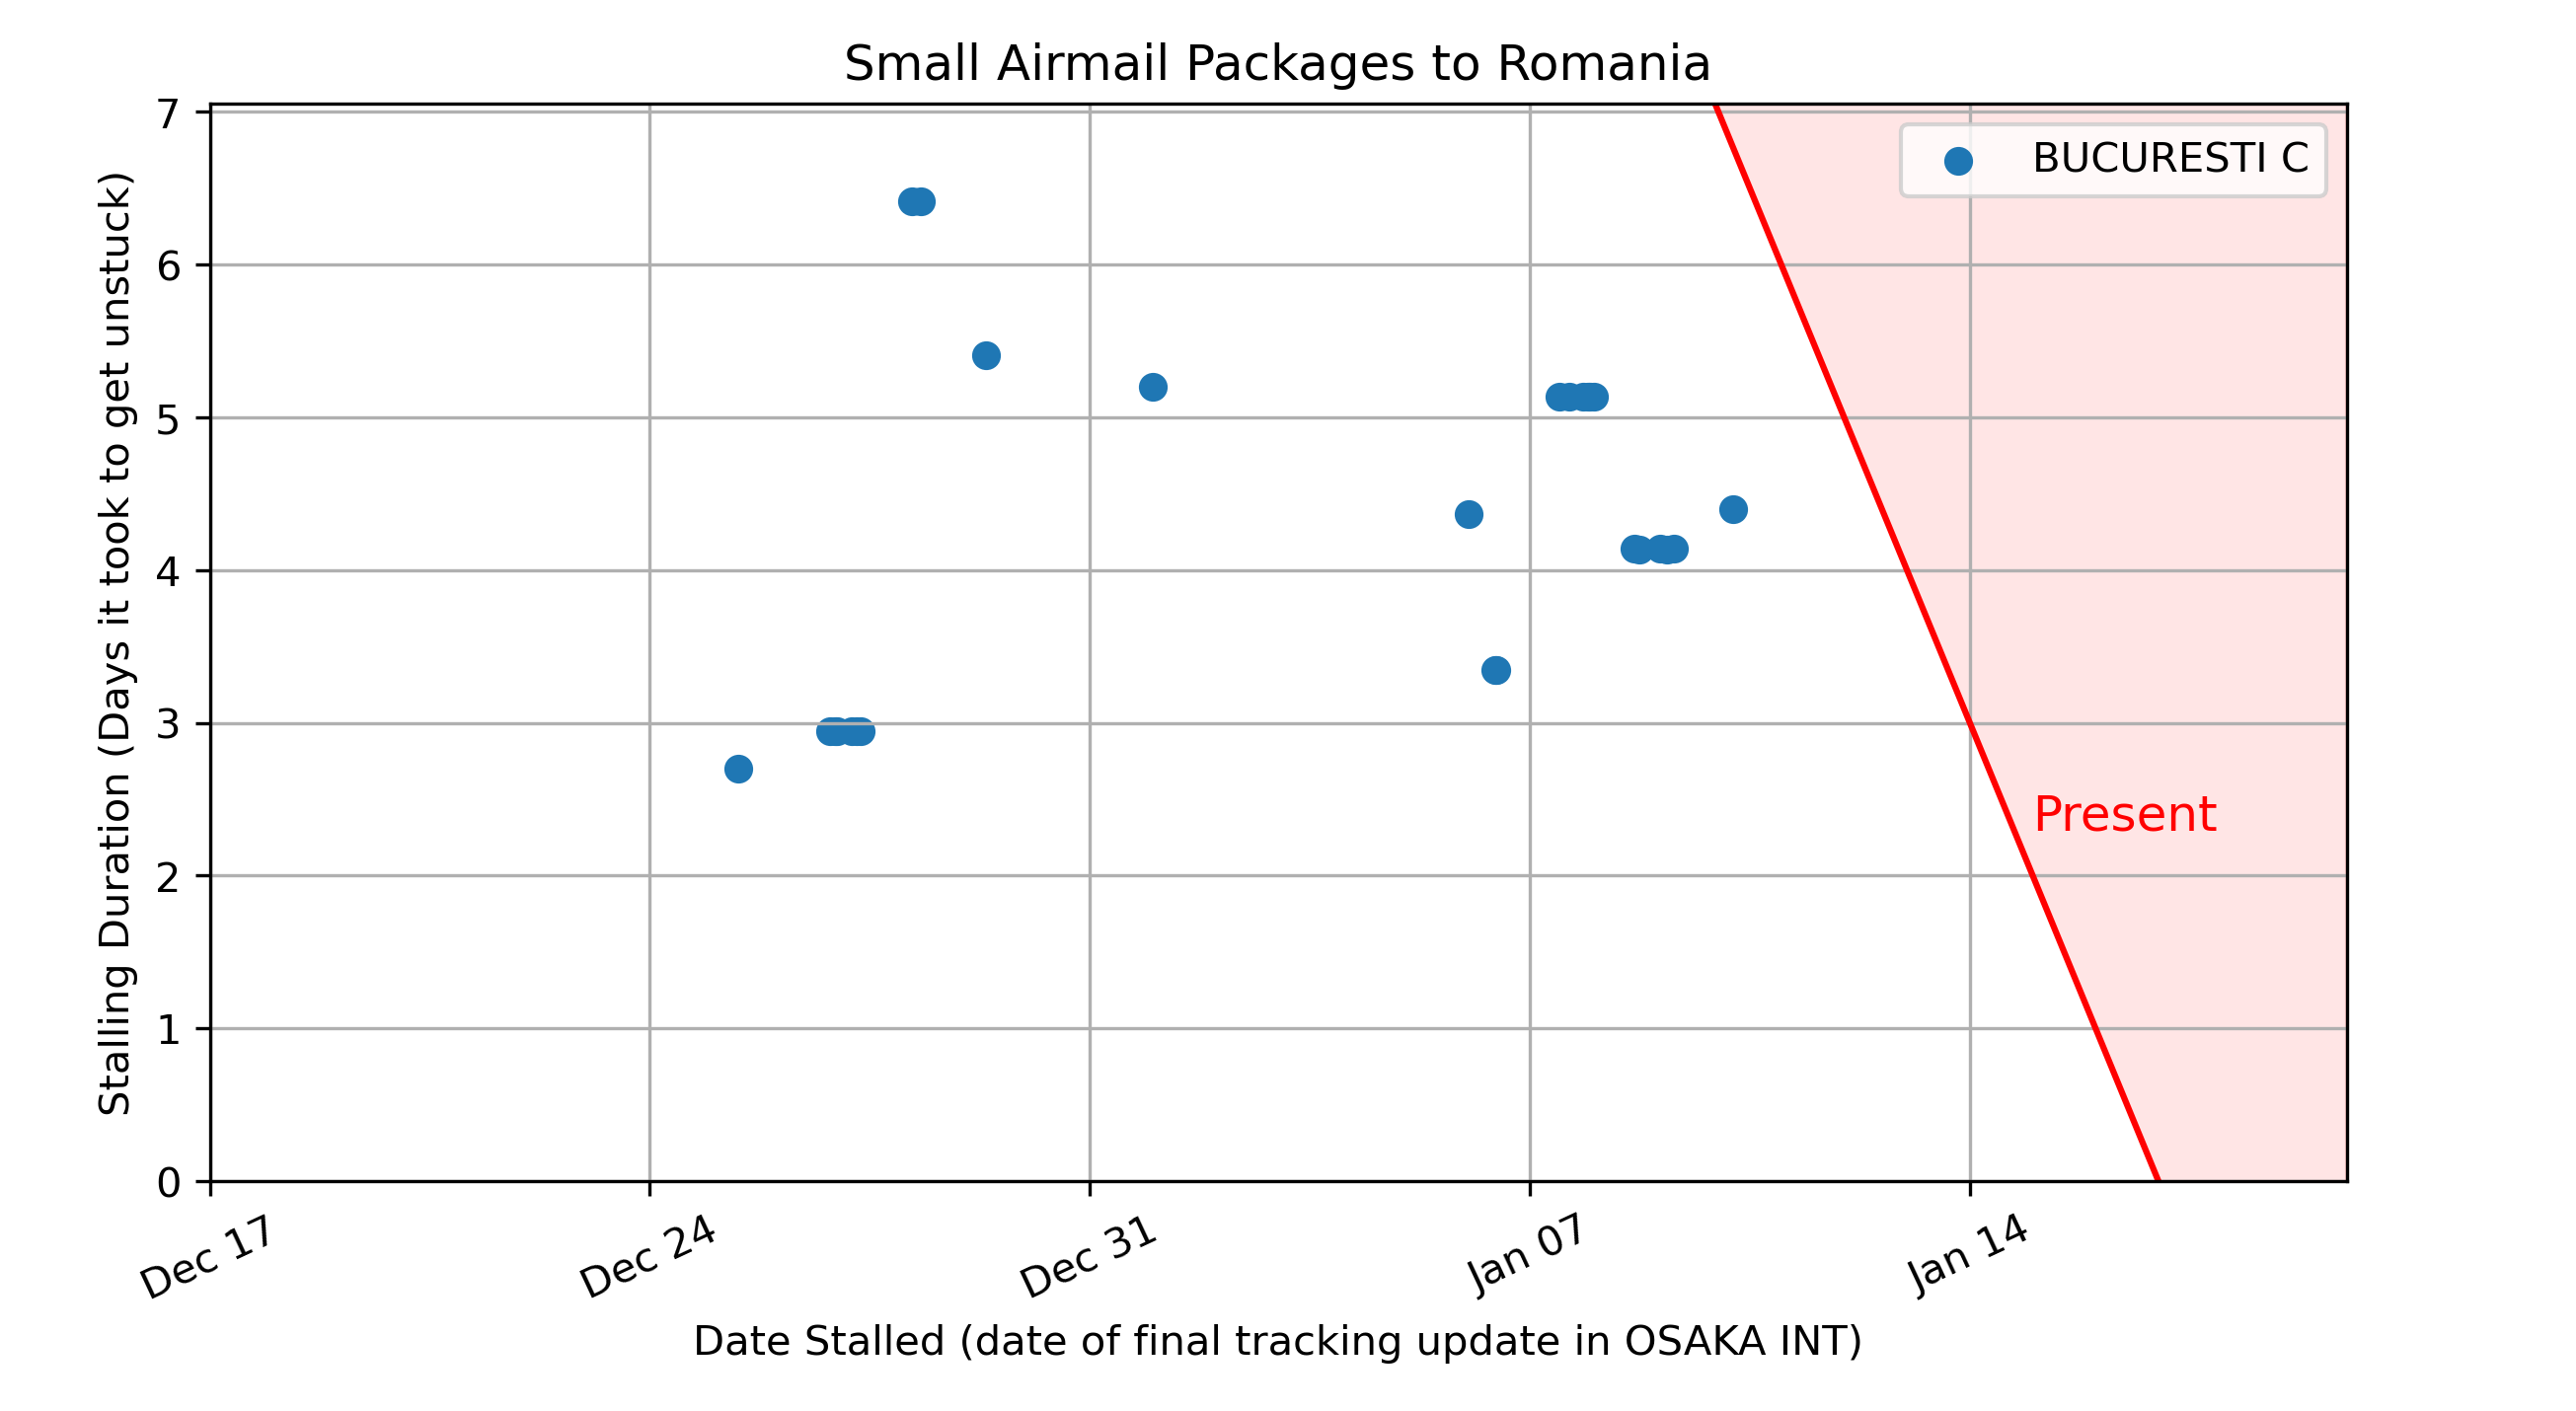 Small Airmail Packages to Romania
Stalling Duration (Days it took to get unstuck)
7
6
5
4
3
2
1
0
BUCURESTI C
Present
Dec 17
Dec 24
Dec 31
Jan 07
Jan 14
Date Stalled (date of final tracking update in OSAKA INT)